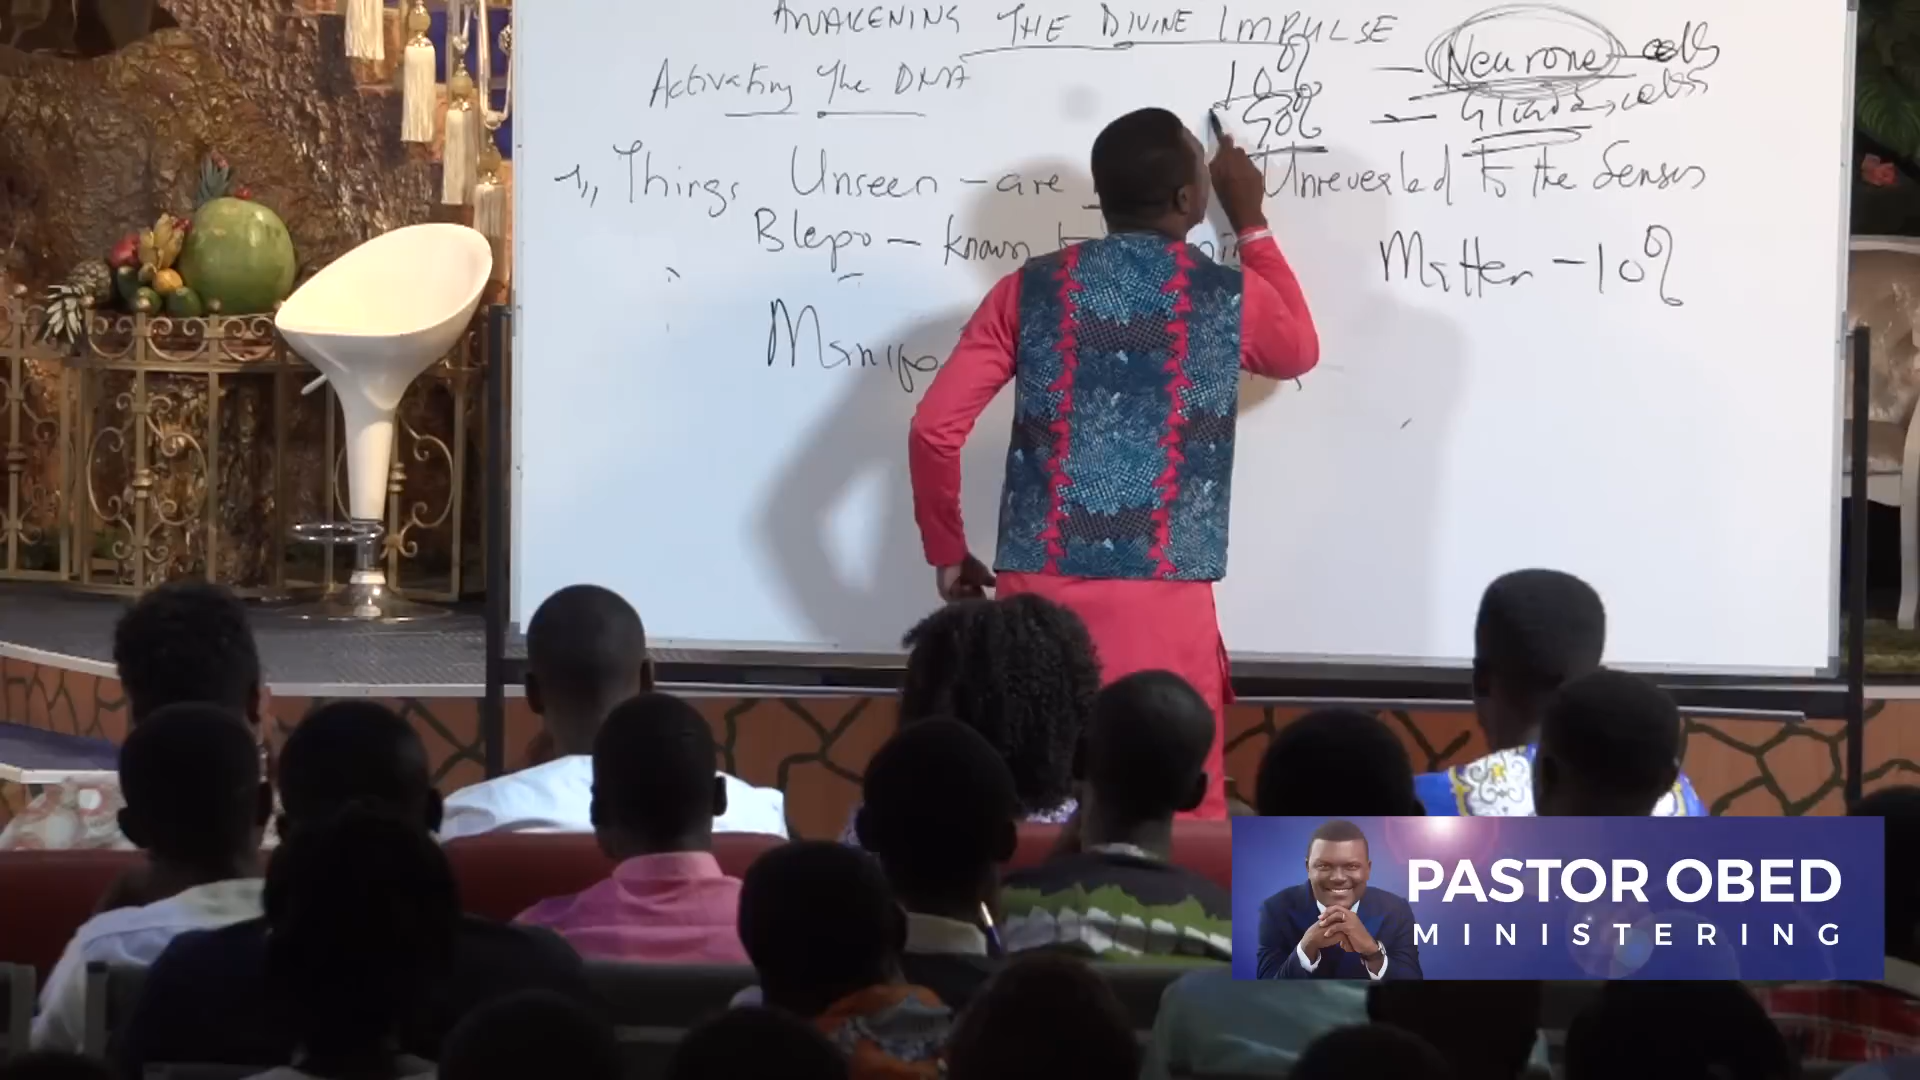 AWAKENING THE DIVINE IMPULSE
Activating The DNA
10% — Neurone cells
90% — cells
1,, Things Unseen - are Unrevealed to the Senses
Blepo - known
Matter - 10%
PASTOR OBED
MINISTERING